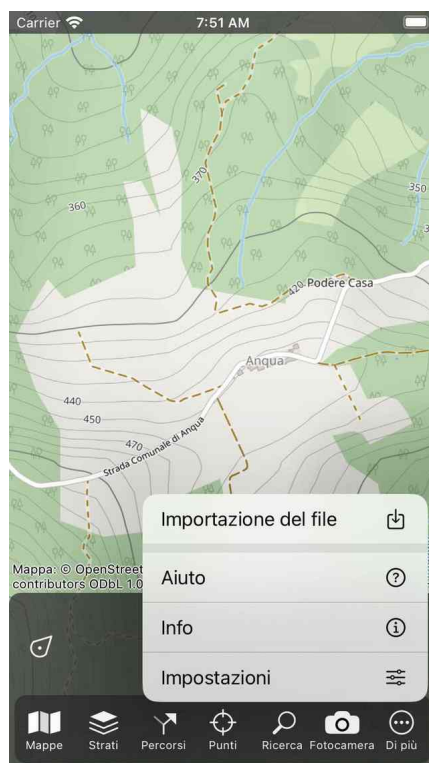 Carrier 7:51 AM
370
360
350
420
Podere Casa
Anqua
440
450
470
Strada Comunale di Anqua
Importazione del file
Mappa: © OpenStreet
contributors ODbL 1.0
Aiuto
Info
Impostazioni
Mappe Strati Percorsi Punti Ricerca Fotocamera Di più